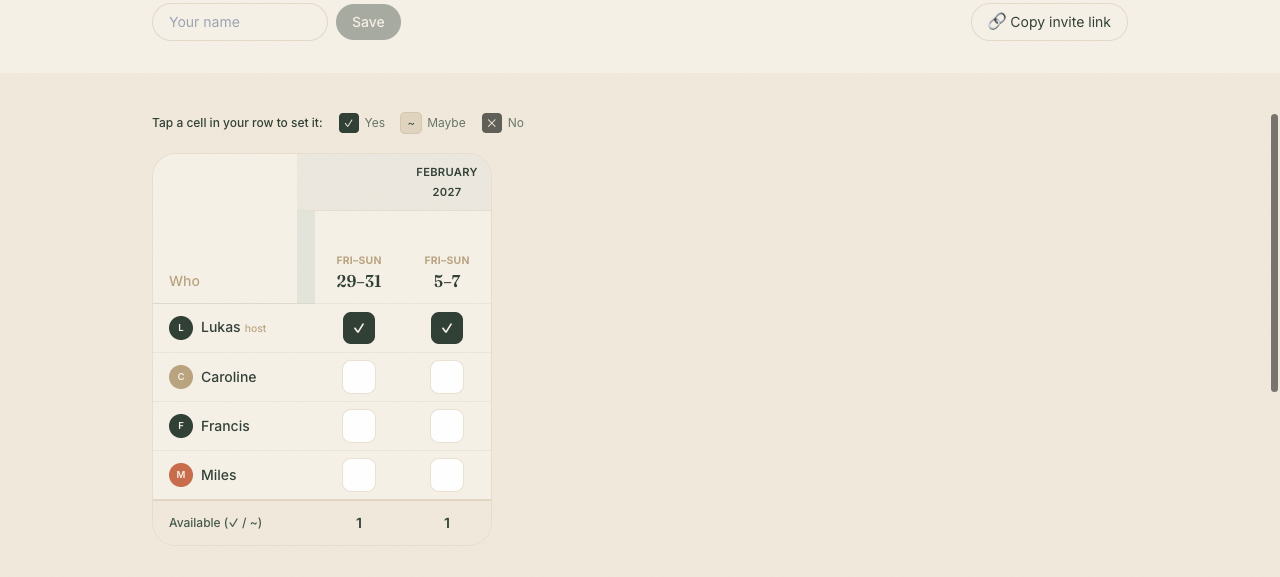 Your name
Save
🔗 Copy invite link
Tap a cell in your row to set it: ✓ Yes ~ Maybe ✕ No
FEBRUARY
2027
FRI–SUN FRI–SUN
Who 29–31 5–7
L Lukas host ✓ ✓
C Caroline
F Francis
M Miles
Available (✓ / ~) 1 1